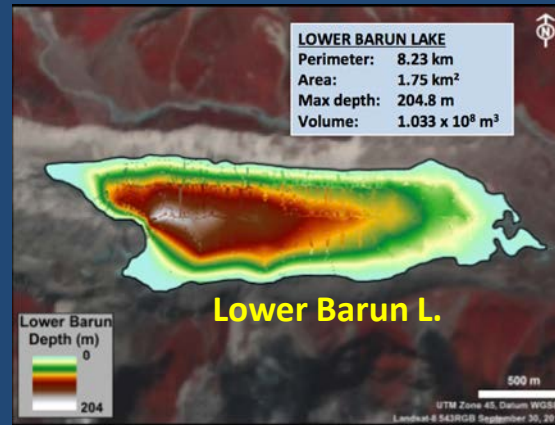 LOWER BARUN LAKE
Perimeter: 8.23 km
Area: 1.75 km²
Max depth: 204.8 m
Volume: 1.033 x 10⁸ m³
N
Lower Barun L.
Lower Barun
Depth (m)
0
204
500 m
UTM Zone 45, Datum
Landsat-8 543RGB September 30,